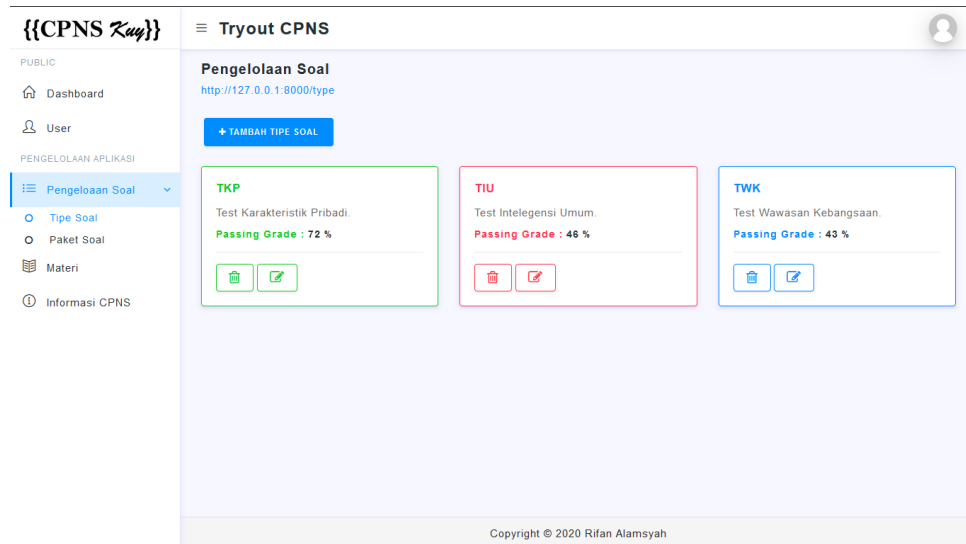 {{CPNS Kuy}}
Tryout CPNS
PUBLIC
Dashboard
User
PENGELOLAAN APLIKASI
Pengeloaan Soal
Tipe Soal
Paket Soal
Materi
Informasi CPNS
Pengelolaan Soal
http://127.0.0.1:8000/type
+ TAMBAH TIPE SOAL
TKP
Test Karakteristik Pribadi.
Passing Grade : 72 %
TIU
Test Intelegensi Umum.
Passing Grade : 46 %
TWK
Test Wawasan Kebangsaan.
Passing Grade : 43 %
Copyright © 2020 Rifan Alamsyah